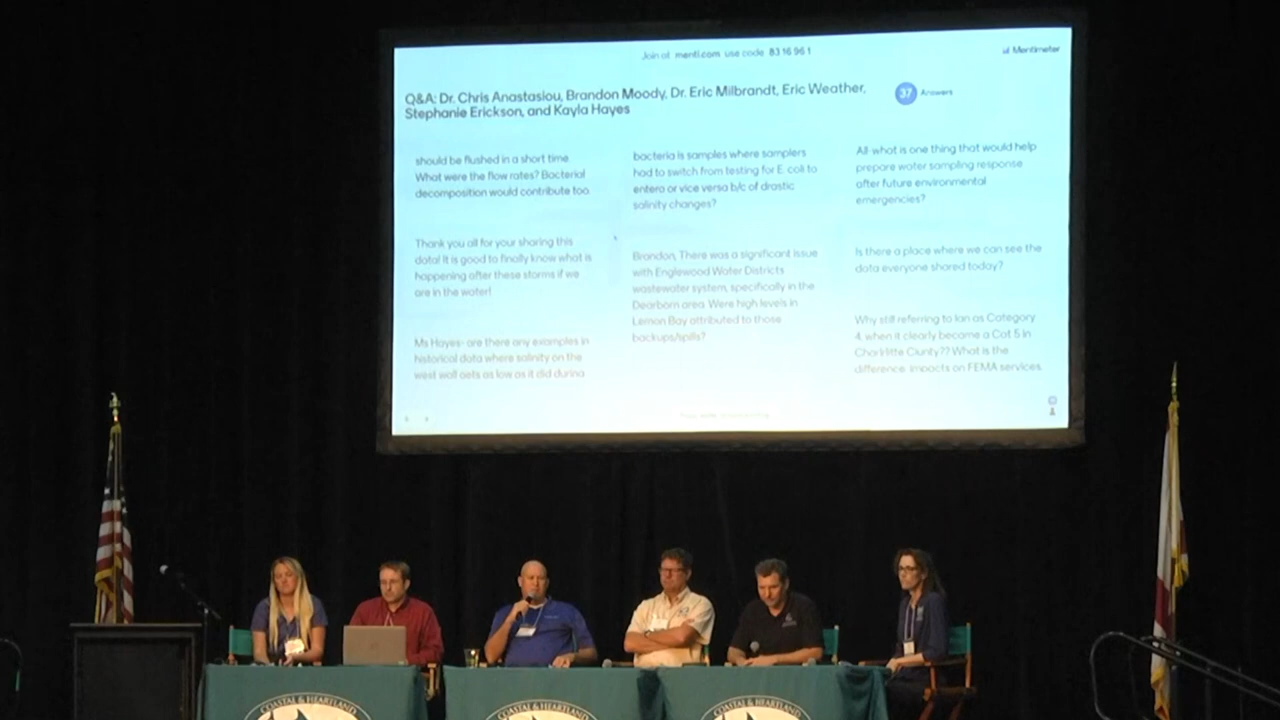 Join at menti.com use code 8316 961
Mentimeter
Q&A: Dr. Chris Anastasiou, Brandon Moody, Dr. Eric Milbrandt, Eric Weather,
Stephanie Erickson, and Kayla Hayes
37 Answers
should be flushed in a short time.
What were the flow rates? Bacterial
decomposition would contribute too.
Thank you all for your sharing this
data! It is good to finally know what is
happening after these storms if we
are in the water!
Ms Hayes- are there any examples in
historical data where salinity on the
west wall gets as low as it did during
bacteria is samples where samplers
had to switch from testing for E. coli to
entero or vice versa b/c of drastic
salinity changes?
Brandon, There was a significant issue
with Englewood Water Districts
wastewater system, specifically in the
Dearborn area. Were high levels in
Lemon Bay attributed to those
backups/spills?
All- what is one thing that would help
prepare water sampling response
after future environmental
emergencies?
Is there a place where we can see the
data everyone shared today?
Why still referring to Ian as Category
4, when it clearly became a Cat 5 in
Charlitte Ciunty?? What is the
difference, impacts on FEMA services
COASTAL & HEARTLAND
COASTAL & HEARTLAND
COASTAL & HEARTLAND